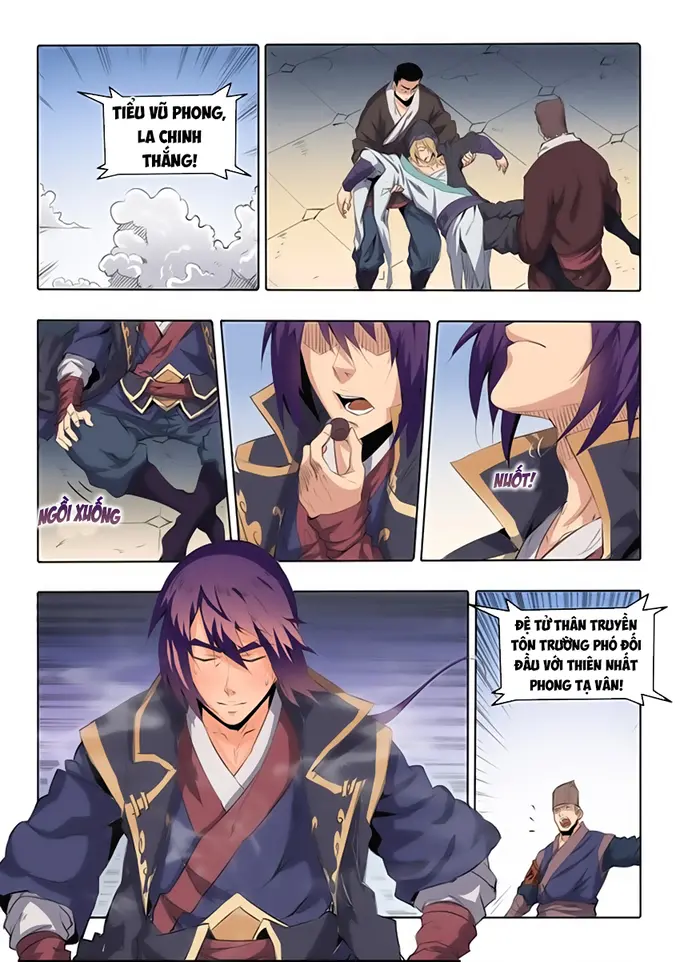 TIỂU VŨ PHONG,
LA CHINH
THẮNG!
NGỒI XUỐNG
NUỐT!
ĐỆ TỬ THÂN TRUYỀN
TÔN TRƯỜNG PHÓ ĐỐI
ĐẦU VỚI THIÊN NHẤT
PHONG TẠ VÂN!